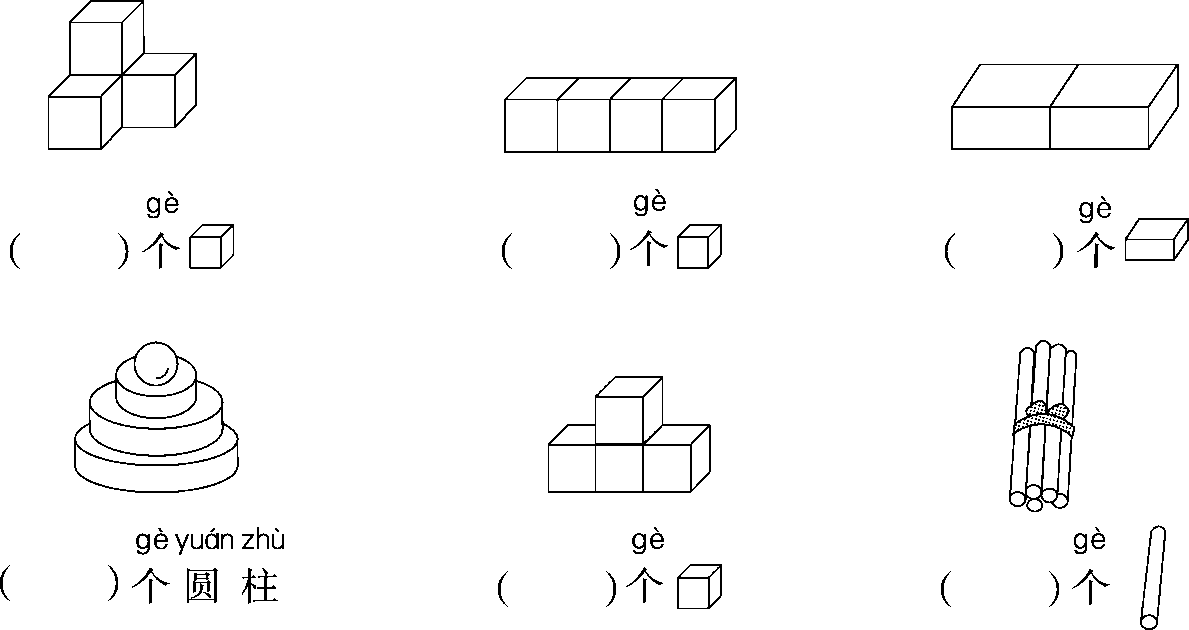 gè gè gè
( )个 ( )个 ( )个
gè yuán zhù gè gè
( )个 圆 柱 ( )个 ( )个